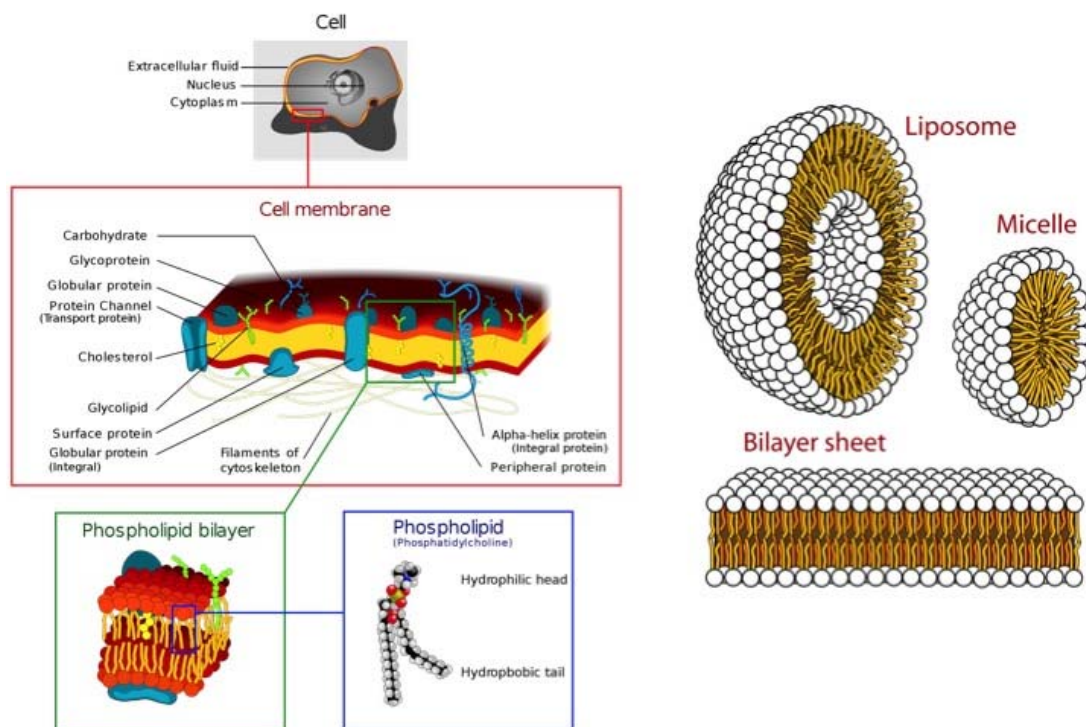 Cell
Extracellular fluid
Nucleus
Cytoplasm
Cell membrane
Carbohydrate
Glycoprotein
Globular protein
Protein Channel
(Transport protein)
Cholesterol
Glycolipid
Surface protein
Globular protein
(Integral)
Filaments of
cytoskeleton
Alpha-helix protein
(Integral protein)
Peripheral protein
Phospholipid bilayer
Phospholipid
(Phosphatidylcholine)
Hydrophilic head
Hydropbobic tail
Liposome
Micelle
Bilayer sheet